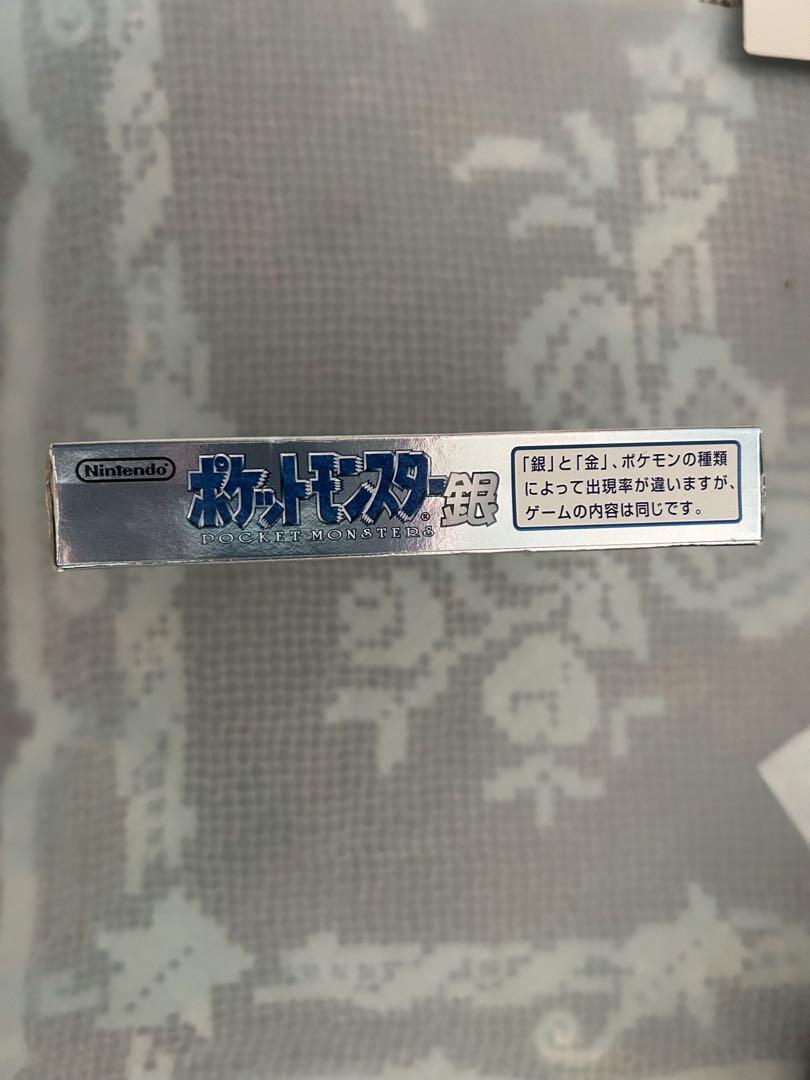 Nintendo®
ポケットモンスター銀
POCKET MONSTERS®
「銀」と「金」、ポケモンの種類
によって出現率が違いますが、
ゲームの内容は同じです。